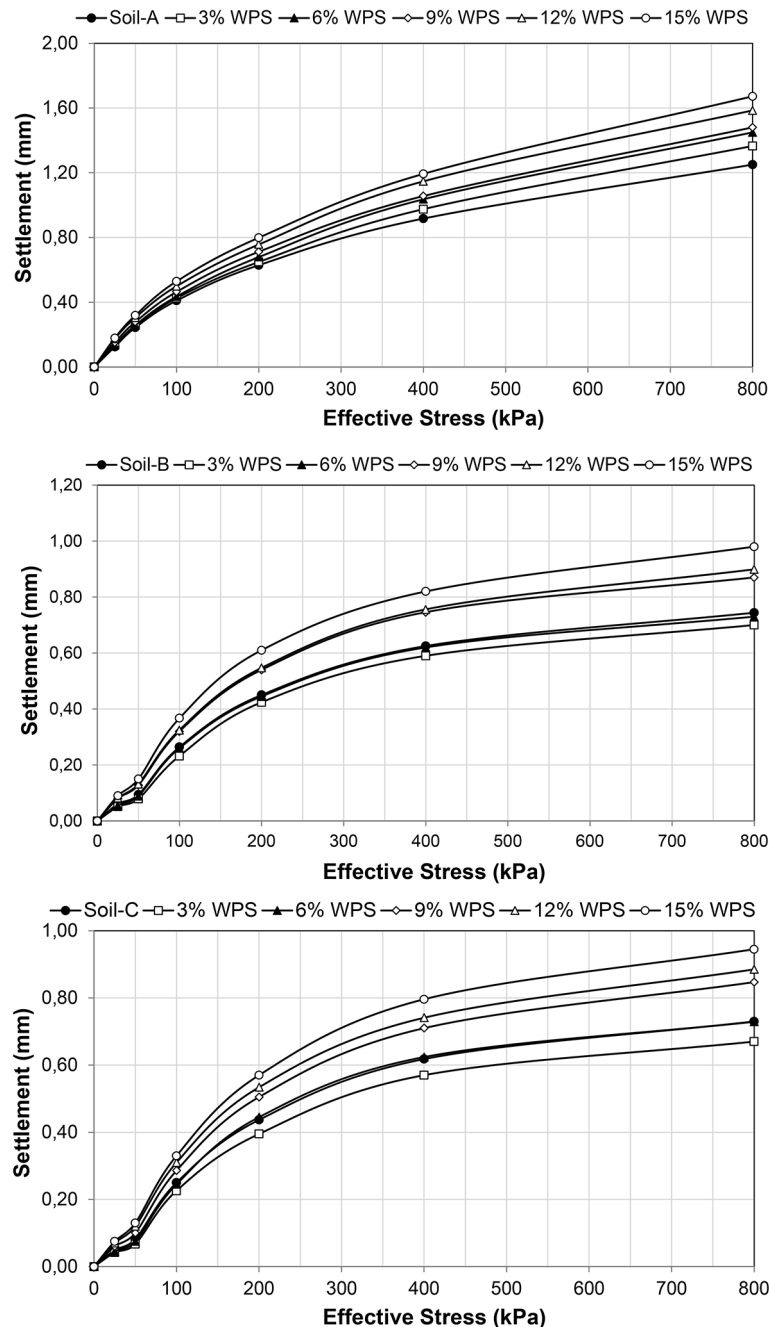 Soil-A 3% WPS 6% WPS 9% WPS 12% WPS 15% WPS
2,00
1,60
1,20
0,80
0,40
0,00
Settlement (mm)
0 100 200 300 400 500 600 700 800
Effective Stress (kPa)
Soil-B 3% WPS 6% WPS 9% WPS 12% WPS 15% WPS
1,20
1,00
0,80
0,60
0,40
0,20
0,00
Settlement (mm)
0 100 200 300 400 500 600 700 800
Effective Stress (kPa)
Soil-C 3% WPS 6% WPS 9% WPS 12% WPS 15% WPS
1,00
0,80
0,60
0,40
0,20
0,00
Settlement (mm)
0 100 200 300 400 500 600 700 800
Effective Stress (kPa)